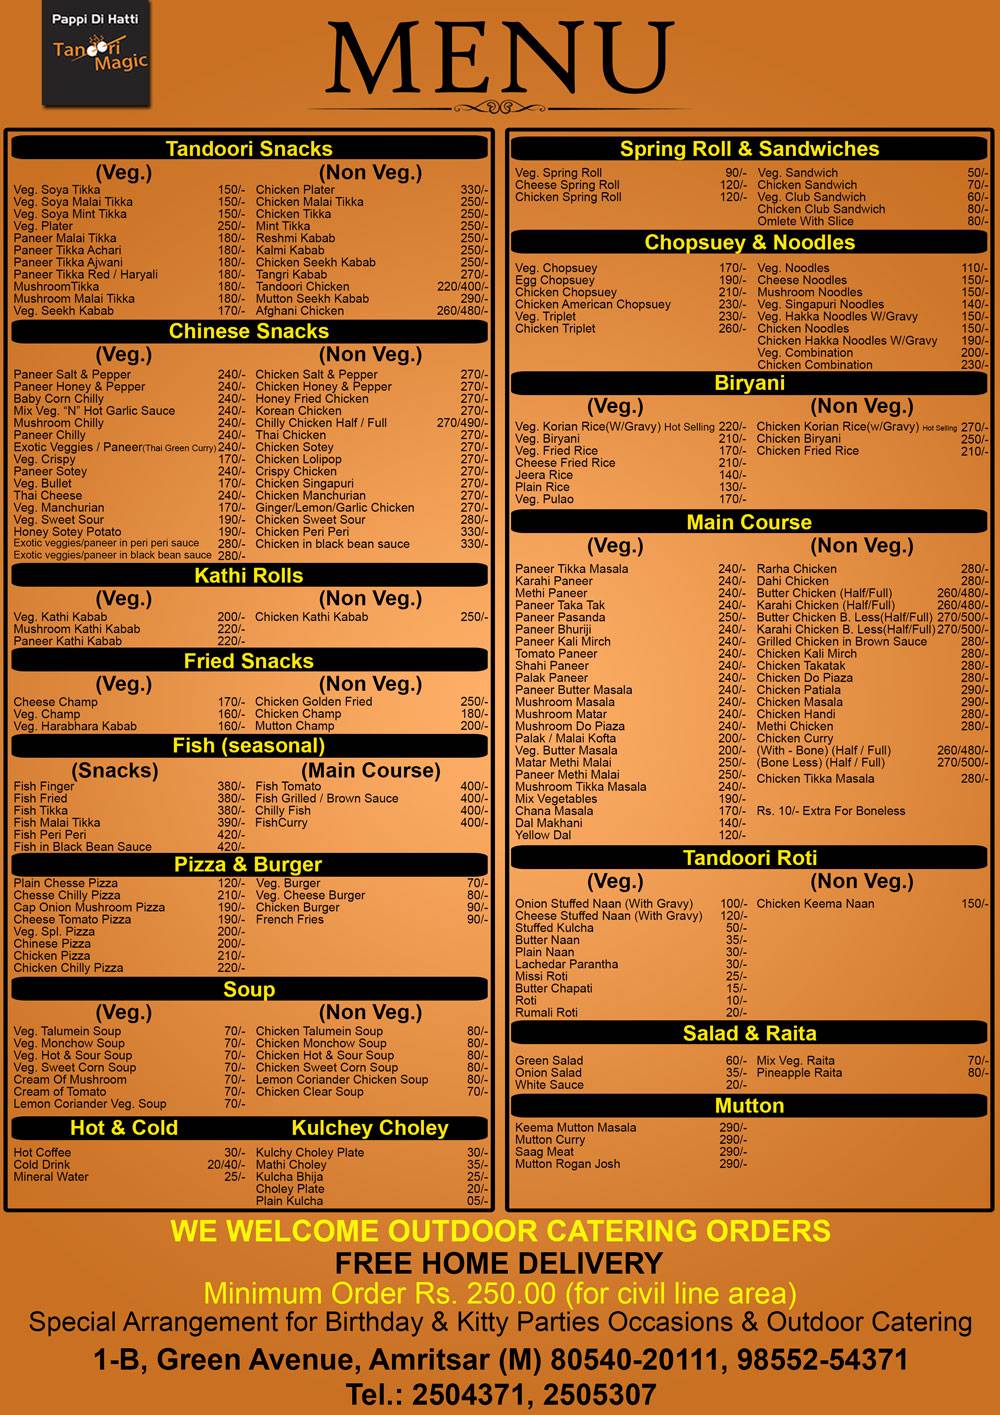 Pappi Di Hatti
Tandoori
Magic
MENU
Tandoori Snacks
(Veg.) (Non Veg.)
Veg. Soya Tikka 150/- Chicken Plater 330/-
Veg. Soya Malai Tikka 150/- Chicken Malai Tikka 250/-
Veg. Soya Mint Tikka 150/- Chicken Tikka 250/-
Veg. Plater 250/- Mint Tikka 250/-
Paneer Malai Tikka 180/- Reshmi Kabab 250/-
Paneer Tikka Achari 180/- Kalmi Kabab 250/-
Paneer Tikka Ajwani 180/- Chicken Seekh Kabab 250/-
Paneer Tikka Red / Haryali 180/- Tangri Kabab 270/-
MushroomTikka 180/- Tandoori Chicken 220/400/-
Mushroom Malai Tikka 180/- Mutton Seekh Kabab 290/-
Veg. Seekh Kabab 170/- Afghani Chicken 260/480/-
Chinese Snacks
(Veg.) (Non Veg.)
Paneer Salt & Pepper 240/- Chicken Salt & Pepper 270/-
Paneer Honey & Pepper 240/- Chicken Honey & Pepper 270/-
Baby Corn Chilly 240/- Honey Fried Chicken 270/-
Mix Veg. “N” Hot Garlic Sauce 240/- Korean Chicken 270/-
Mushroom Chilly 240/- Chilly Chicken Half / Full 270/490/-
Paneer Chilly 240/- Thai Chicken 270/-
Exotic Veggies / Paneer(Thai Green Curry) 240/- Chicken Sotey 270/-
Veg. Crispy 170/- Chicken Lolipop 270/-
Paneer Sotey 240/- Crispy Chicken 270/-
Veg. Bullet 170/- Chicken Singapuri 270/-
Thai Cheese 240/- Chicken Manchurian 270/-
Veg. Manchurian 170/- Ginger/Lemon/Garlic Chicken 270/-
Veg. Sweet Sour 190/- Chicken Sweet Sour 280/-
Honey Sotey Potato 190/- Chicken Peri Peri 330/-
Exotic veggies/paneer in peri peri sauce 280/- Chicken in black bean sauce 330/-
Exotic veggies/paneer in black bean sauce 280/-
Kathi Rolls
(Veg.) (Non Veg.)
Veg. Kathi Kabab 200/- Chicken Kathi Kabab 250/-
Mushroom Kathi Kabab 220/-
Paneer Kathi Kabab 220/-
Fried Snacks
(Veg.) (Non Veg.)
Cheese Champ 170/- Chicken Golden Fried 250/-
Veg. Champ 160/- Chicken Champ 180/-
Veg. Harabhara Kabab 160/- Mutton Champ 200/-
Fish (seasonal)
(Snacks) (Main Course)
Fish Finger 380/- Fish Tomato 400/-
Fish Fried 380/- Fish Grilled / Brown Sauce 400/-
Fish Tikka 380/- Chilly Fish 400/-
Fish Malai Tikka 390/- FishCurry 400/-
Fish Peri Peri 420/-
Fish in Black Bean Sauce 420/-
Pizza & Burger
Plain Chesse Pizza 120/- Veg. Burger 70/-
Chesse Chilly Pizza 210/- Veg. Cheese Burger 80/-
Cap Onion Mushroom Pizza 190/- Chicken Burger 90/-
Cheese Tomato Pizza 190/- French Fries 90/-
Veg. Spl. Pizza 200/-
Chinese Pizza 200/-
Chicken Pizza 210/-
Chicken Chilly Pizza 220/-
Soup
(Veg.) (Non Veg.)
Veg. Talumein Soup 70/- Chicken Talumein Soup 80/-
Veg. Monchow Soup 70/- Chicken Monchow Soup 80/-
Veg. Hot & Sour Soup 70/- Chicken Hot & Sour Soup 80/-
Veg. Sweet Corn Soup 70/- Chicken Sweet Corn Soup 80/-
Cream Of Mushroom 70/- Lemon Coriander Chicken Soup 80/-
Cream of Tomato 70/- Chicken Clear Soup 70/-
Lemon Coriander Veg. Soup 70/-
Hot & Cold Kulchey Choley
Hot Coffee 30/- Kulchy Choley Plate 30/-
Cold Drink 20/40/- Mathi Choley 35/-
Mineral Water 25/- Kulcha Bhija 25/-
Choley Plate 20/-
Plain Kulcha 05/-
Spring Roll & Sandwiches
Veg. Spring Roll 90/- Veg. Sandwich 50/-
Cheese Spring Roll 120/- Chicken Sandwich 70/-
Chicken Spring Roll 120/- Veg. Club Sandwich 60/-
Chicken Club Sandwich 80/-
Omlete With Slice 80/-
Chopsuey & Noodles
Veg. Chopsuey 170/- Veg. Noodles 110/-
Egg Chopsuey 190/- Cheese Noodles 150/-
Chicken Chopsuey 210/- Mushroom Noodles 150/-
Chicken American Chopsuey 230/- Veg. Singapuri Noodles 140/-
Veg. Triplet 230/- Veg. Hakka Noodles W/Gravy 150/-
Chicken Triplet 260/- Chicken Noodles 150/-
Chicken Hakka Noodles W/Gravy 190/-
Veg. Combination 200/-
Chicken Combination 230/-
Biryani
(Veg.) (Non Veg.)
Veg. Korian Rice(W/Gravy) Hot Selling 220/- Chicken Korian Rice(w/Gravy) Hot Selling 270/-
Veg. Biryani 210/- Chicken Biryani 250/-
Veg. Fried Rice 170/- Chicken Fried Rice 210/-
Cheese Fried Rice 210/-
Jeera Rice 140/-
Plain Rice 130/-
Veg. Pulao 170/-
Main Course
(Veg.) (Non Veg.)
Paneer Tikka Masala 240/- Rarha Chicken 280/-
Karahi Paneer 240/- Dahi Chicken 280/-
Methi Paneer 240/- Butter Chicken (Half/Full) 260/480/-
Paneer Taka Tak 240/- Karahi Chicken (Half/Full) 260/480/-
Paneer Pasanda 250/- Butter Chicken B. Less(Half/Full) 270/500/-
Paneer Bhuriji 240/- Karahi Chicken B. Less(Half/Full) 270/500/-
Paneer Kali Mirch 240/- Grilled Chicken in Brown Sauce 280/-
Tomato Paneer 240/- Chicken Kali Mirch 280/-
Shahi Paneer 240/- Chicken Takatak 280/-
Palak Paneer 240/- Chicken Do Piaza 280/-
Paneer Butter Masala 240/- Chicken Patiala 290/-
Mushroom Masala 240/- Chicken Masala 290/-
Mushroom Matar 240/- Chicken Handi 280/-
Mushroom Do Piaza 240/- Methi Chicken 280/-
Palak / Malai Kofta 200/- Chicken Curry
Veg. Butter Masala 200/- (With - Bone) (Half / Full) 260/480/-
Matar Methi Malai 250/- (Bone Less) (Half / Full) 270/500/-
Paneer Methi Malai 250/- Chicken Tikka Masala 280/-
Mushroom Tikka Masala 240/-
Mix Vegetables 190/-
Chana Masala 170/- Rs. 10/- Extra For Boneless
Dal Makhani 140/-
Yellow Dal 120/-
Tandoori Roti
(Veg.) (Non Veg.)
Onion Stuffed Naan (With Gravy) 100/- Chicken Keema Naan 150/-
Cheese Stuffed Naan (With Gravy) 120/-
Stuffed Kulcha 50/-
Butter Naan 35/-
Plain Naan 30/-
Lachedar Parantha 30/-
Missi Roti 25/-
Butter Chapati 15/-
Roti 10/-
Rumali Roti 20/-
Salad & Raita
Green Salad 60/- Mix Veg. Raita 70/-
Onion Salad 35/- Pineapple Raita 80/-
White Sauce 20/-
Mutton
Keema Mutton Masala 290/-
Mutton Curry 290/-
Saag Meat 290/-
Mutton Rogan Josh 290/-
WE WELCOME OUTDOOR CATERING ORDERS
FREE HOME DELIVERY
Minimum Order Rs. 250.00 (for civil line area)
Special Arrangement for Birthday & Kitty Parties Occasions & Outdoor Catering
1-B, Green Avenue, Amritsar (M) 80540-20111, 98552-54371
Tel.: 2504371, 2505307